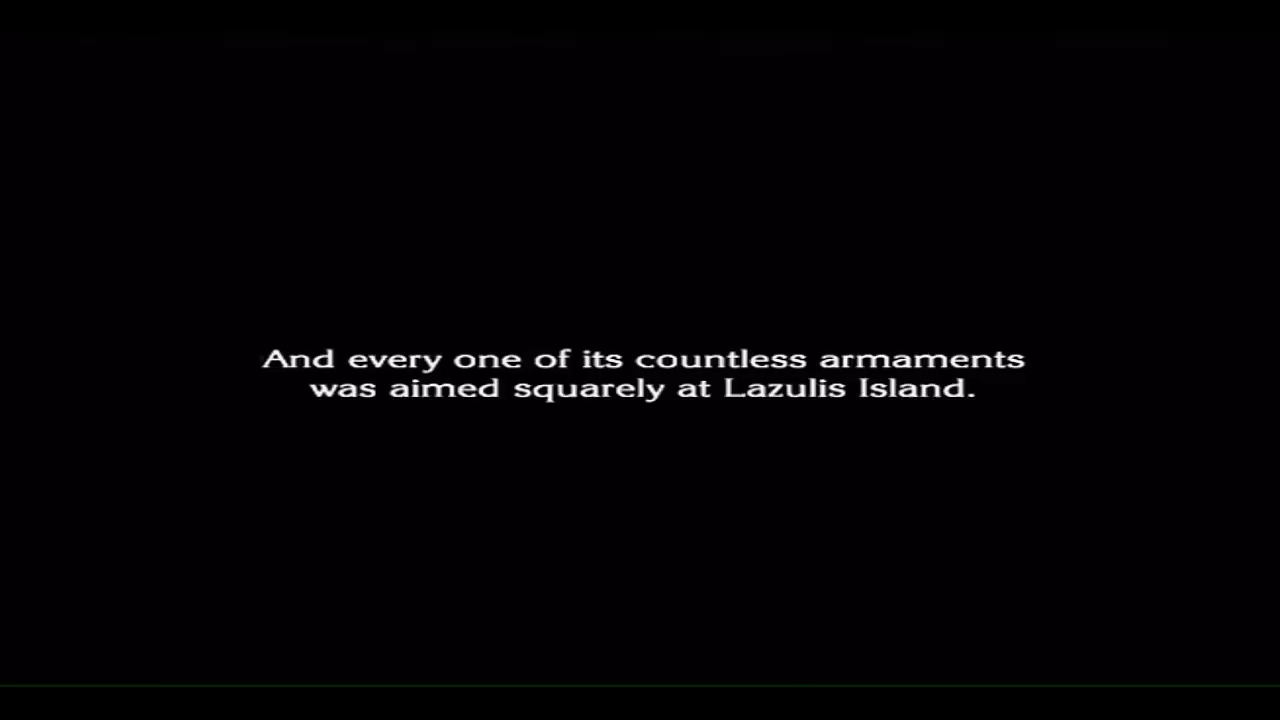 And every one of its countless armaments
was aimed squarely at Lazulis Island.